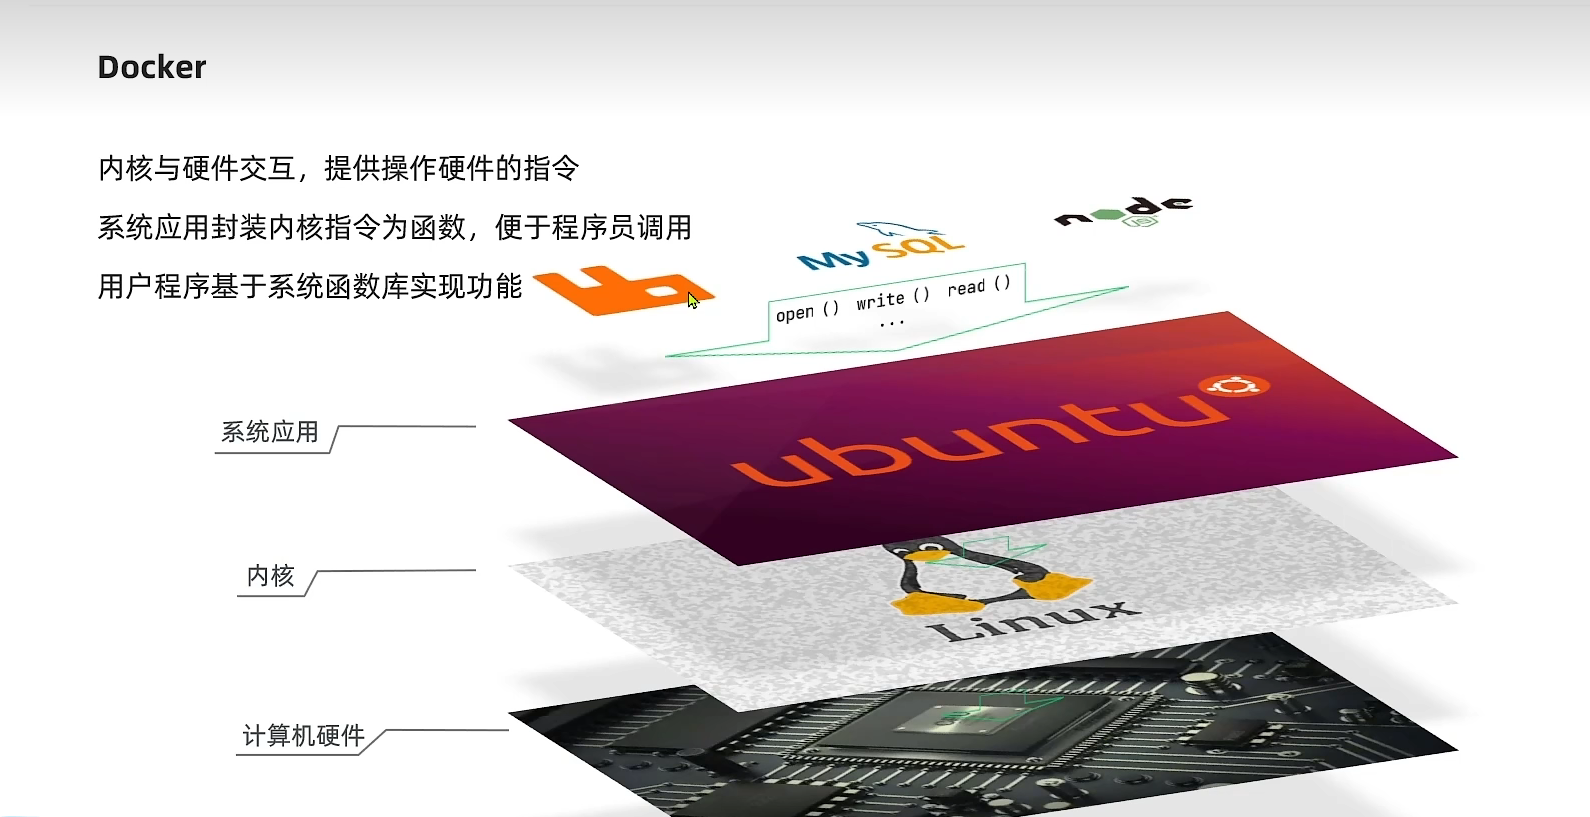 Docker
内核与硬件交互，提供操作硬件的指令
系统应用封装内核指令为函数，便于程序员调用
用户程序基于系统函数库实现功能
node
JS
MySQL
open () write () read ()
...
系统应用
ubuntu
内核
Linux
计算机硬件